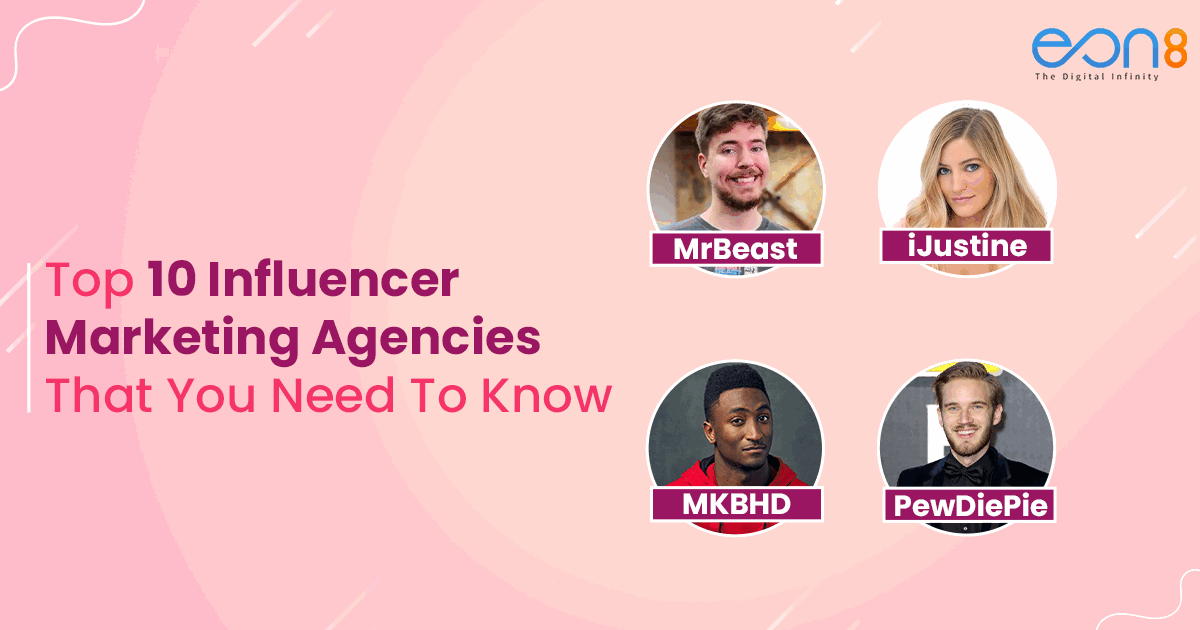 eon8
The Digital Infinity
Top 10 Influencer
Marketing Agencies
That You Need To Know
MrBeast
iJustine
MKBHD
PewDiePie